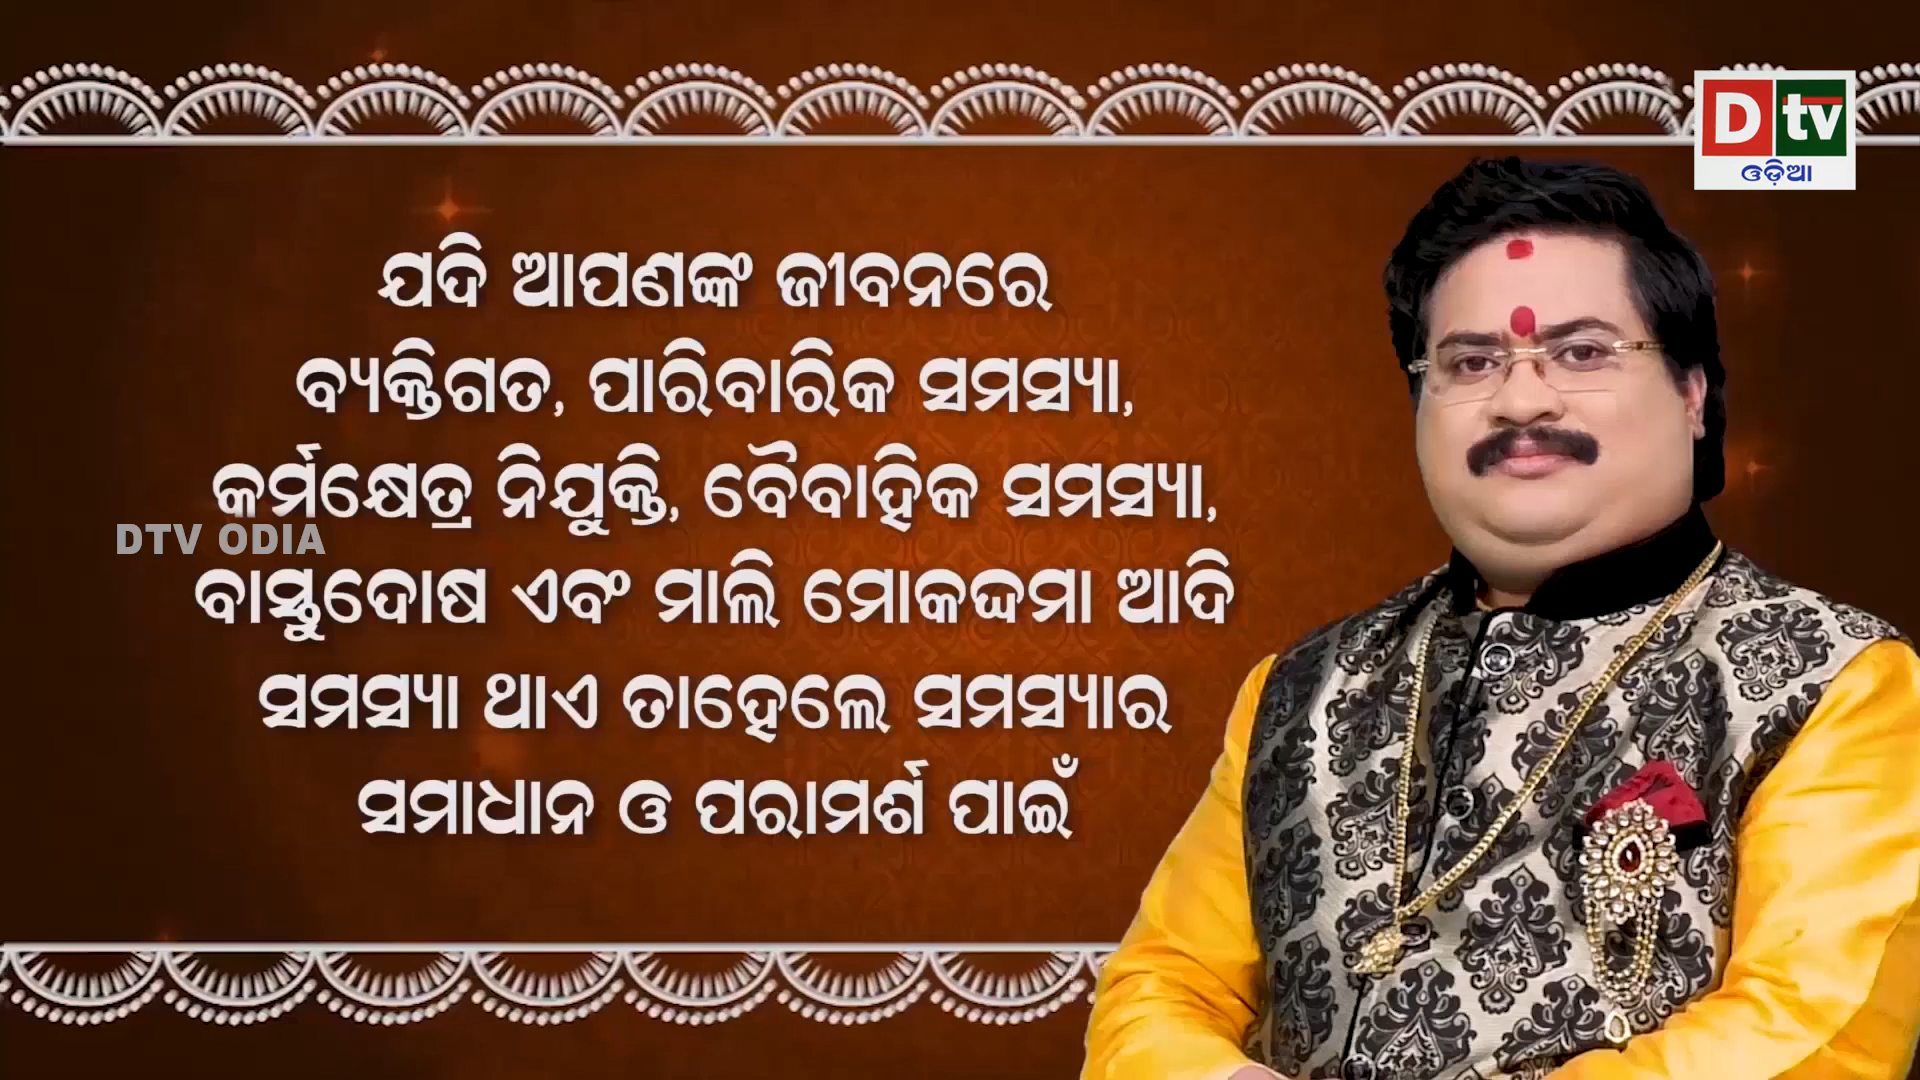 D tv
ଓଡ଼ିଆ
ଯଦି ଆପଣଙ୍କ ଜୀବନରେ
ବ୍ୟକ୍ତିଗତ, ପାରିବାରିକ ସମସ୍ୟା,
କର୍ମକ୍ଷେତ୍ର ନିଯୁକ୍ତି, ବୈବାହିକ ସମସ୍ୟା,
DTV ODIA
ବାସ୍ତୁଦୋଷ ଏବଂ ମାଲି ମୋକଦ୍ଦମା ଆଦି
ସମସ୍ୟା ଥାଏ ତାହେଲେ ସମସ୍ୟାର
ସମାଧାନ ଓ ପରାମର୍ଶ ପାଇଁ